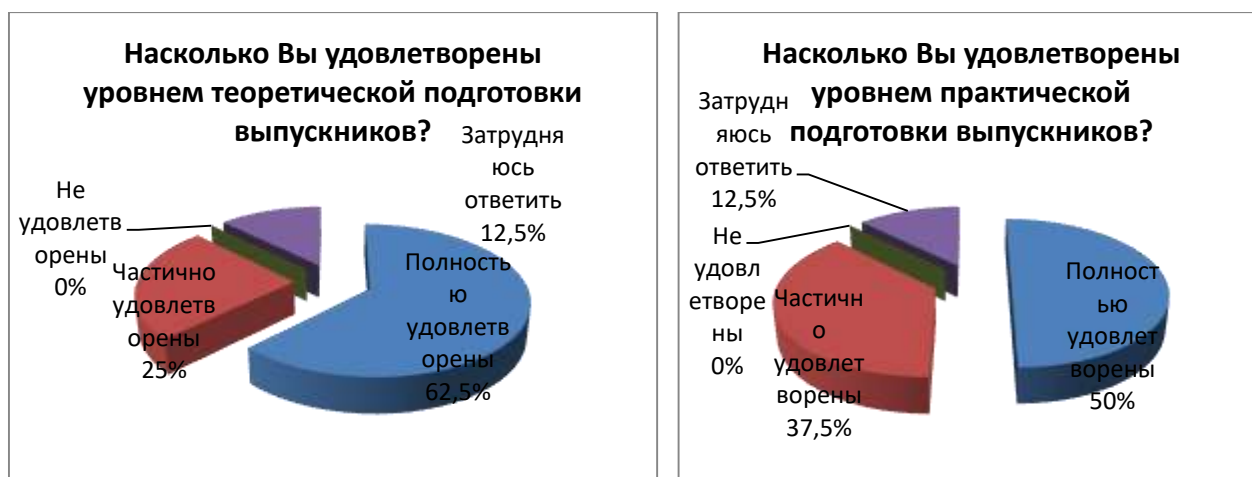 Насколько Вы удовлетворены
уровнем теоретической подготовки
выпускников?
Затрудня
юсь
ответить
12,5%
Не
удовлетв
орены
0%
Частично
удовлетв
орены
25%
Полность
ю
удовлетв
орены
62,5%
Насколько Вы удовлетворены
уровнем практической
подготовки выпускников?
Затрудн
яюсь
ответить
12,5%
Не
удовл
етворе
ны
0%
Частичн
о
удовлет
ворены
37,5%
Полност
ью
удовлет
ворены
50%